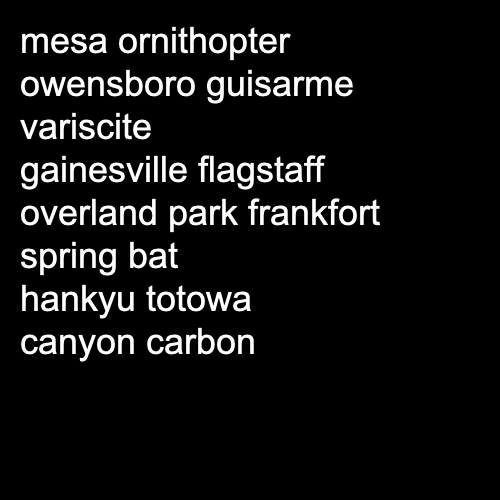 mesa ornithopter
owensboro guisarme
variscite
gainesville flagstaff
overland park frankfort
spring bat
hankyu totowa
canyon carbon